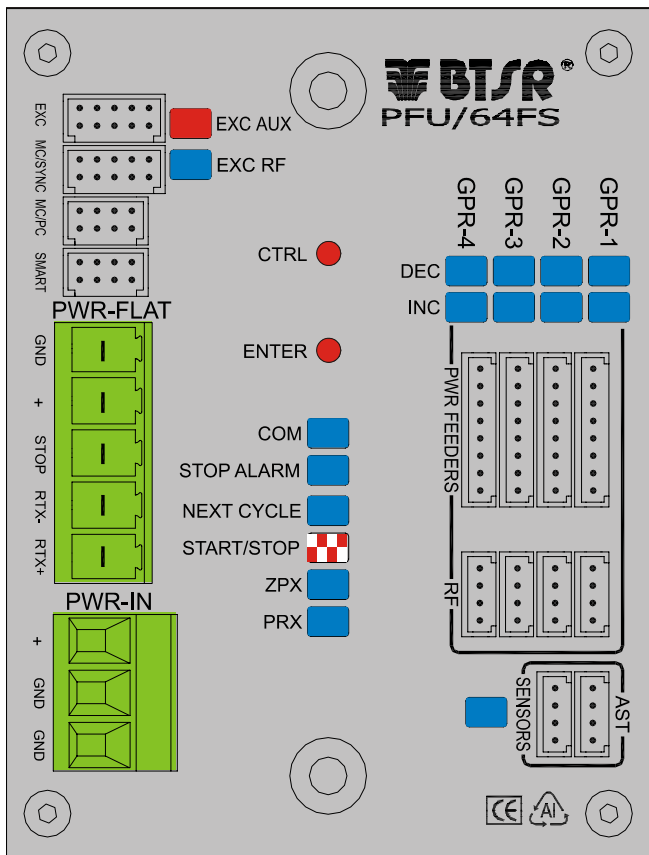 BTSR®
PFU/64FS
EXC
EXC AUX
MC/SYNC
EXC RF
MC/PC
SMART
GPR-4
GPR-3
GPR-2
GPR-1
CTRL
DEC
INC
PWR-FLAT
GND
+
STOP
RTX-
RTX+
ENTER
PWR FEEDERS
COM
STOP ALARM
NEXT CYCLE
START/STOP
ZPX
PRX
RF
PWR-IN
+
GND
GND
SENSORS
AST
CE
Al